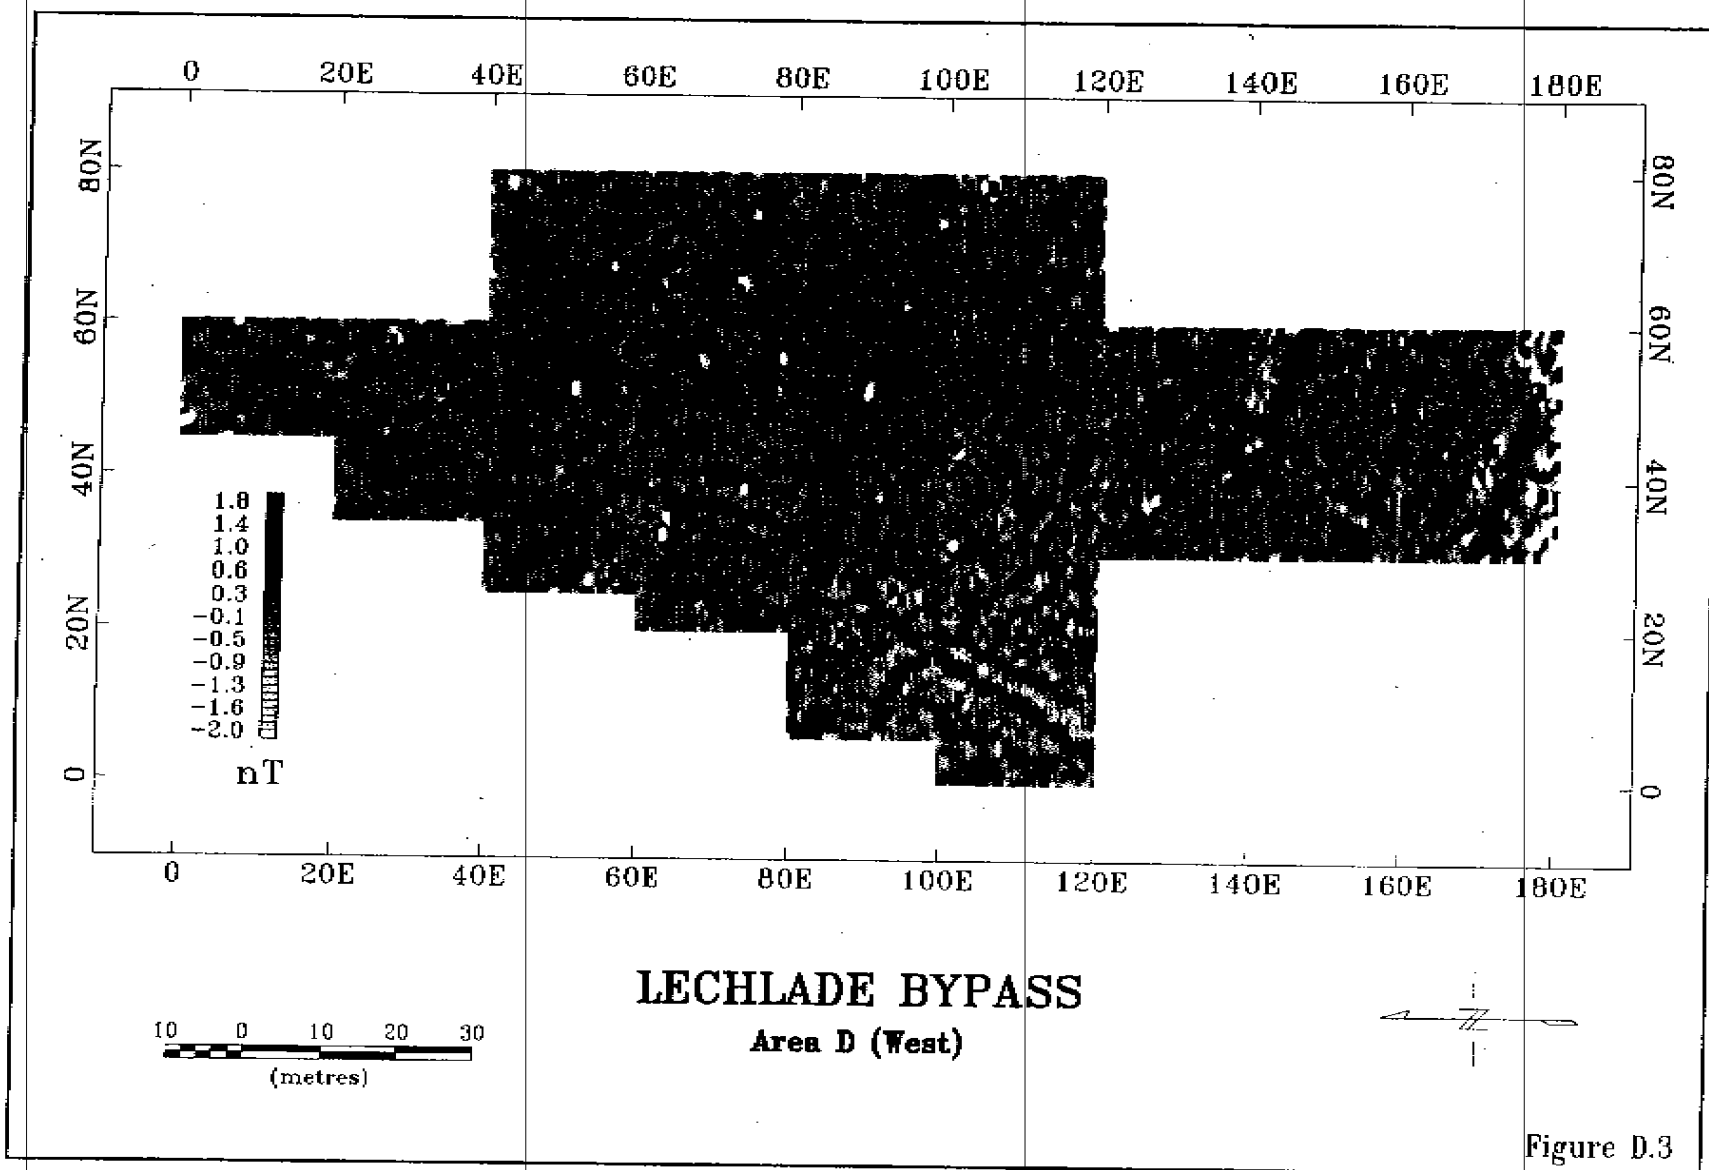 0 20E 40E 60E 80E 100E 120E 140E 160E 180E
80N 80N
60N 60N
40N 40N
20N 20N
0 0
1.8
1.4
1.0
0.6
0.3
-0.1
-0.5
-0.9
-1.3
-1.6
-2.0
nT
0 20E 40E 60E 80E 100E 120E 140E 160E 180E
LECHLADE BYPASS
Area D (West)
10 0 10 20 30
(metres)
N
Figure D.3